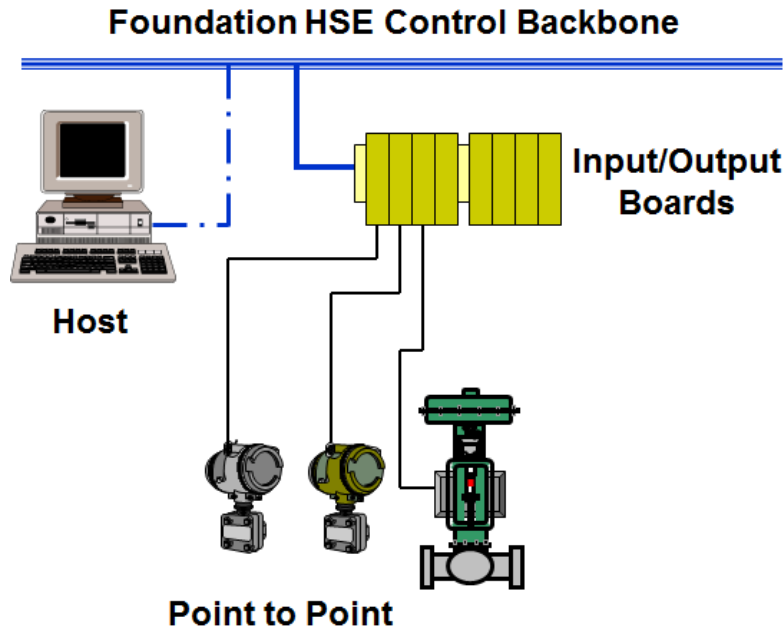 Foundation HSE Control Backbone
Input/Output
Boards
Host
Point to Point